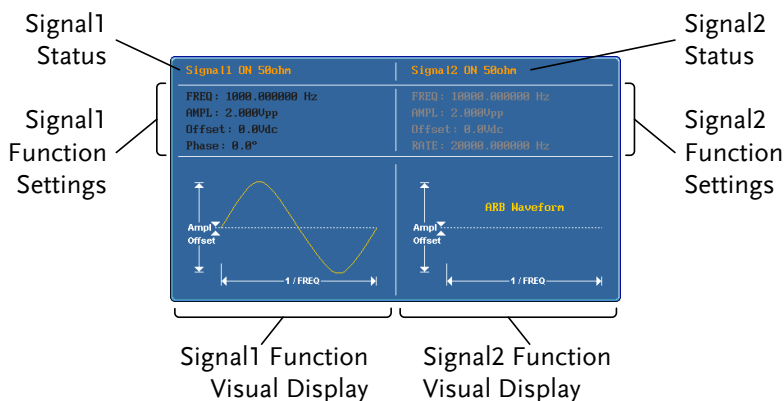 Signal1
Status
Signal2
Status
Signal1 ON 50ohm
Signal2 ON 50ohm
Signal1
Function
Settings
FREQ: 1000.000000 Hz
AMPL: 2.000Vpp
Offset: 0.0Vdc
Phase: 0.0°
FREQ: 10000.000000 Hz
AMPL: 2.000Vpp
Offset: 0.0Vdc
RATE: 20000.000000 Hz
Signal2
Function
Settings
Ampl
Offset
1 / FREQ
ARB Waveform
Ampl
Offset
1 / FREQ
Signal1 Function
Visual Display
Signal2 Function
Visual Display